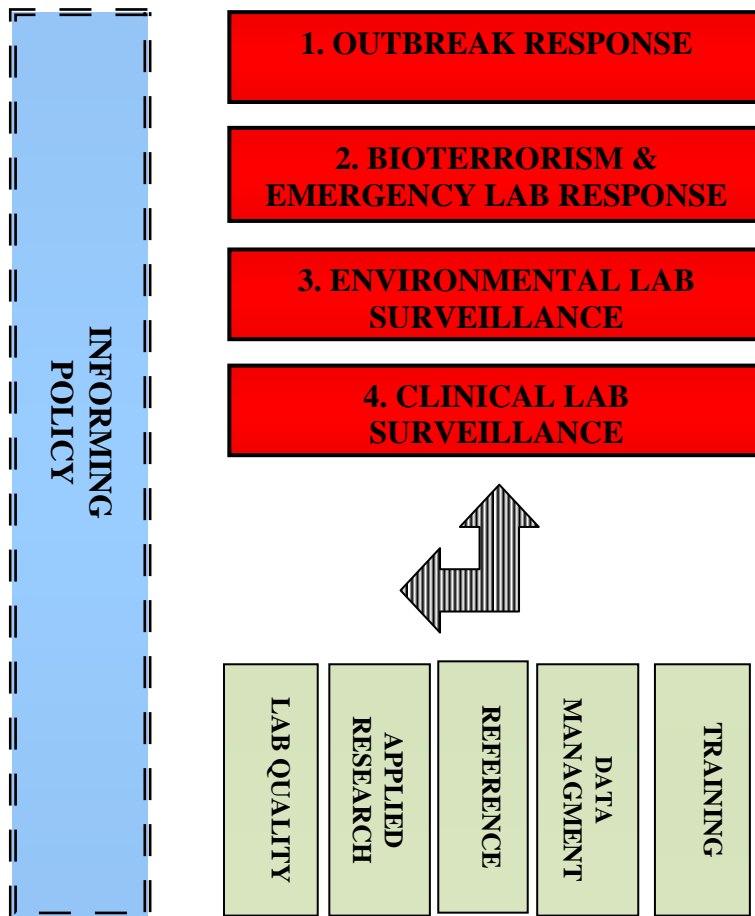 1. OUTBREAK RESPONSE
2. BIOTERRORISM &
EMERGENCY LAB RESPONSE
3. ENVIRONMENTAL LAB
SURVEILLANCE
4. CLINICAL LAB
SURVEILLANCE
INFORMING
POLICY
LAB QUALITY
APPLIED
RESEARCH
REFERENCE
DATA
MANAGMENT
TRAINING